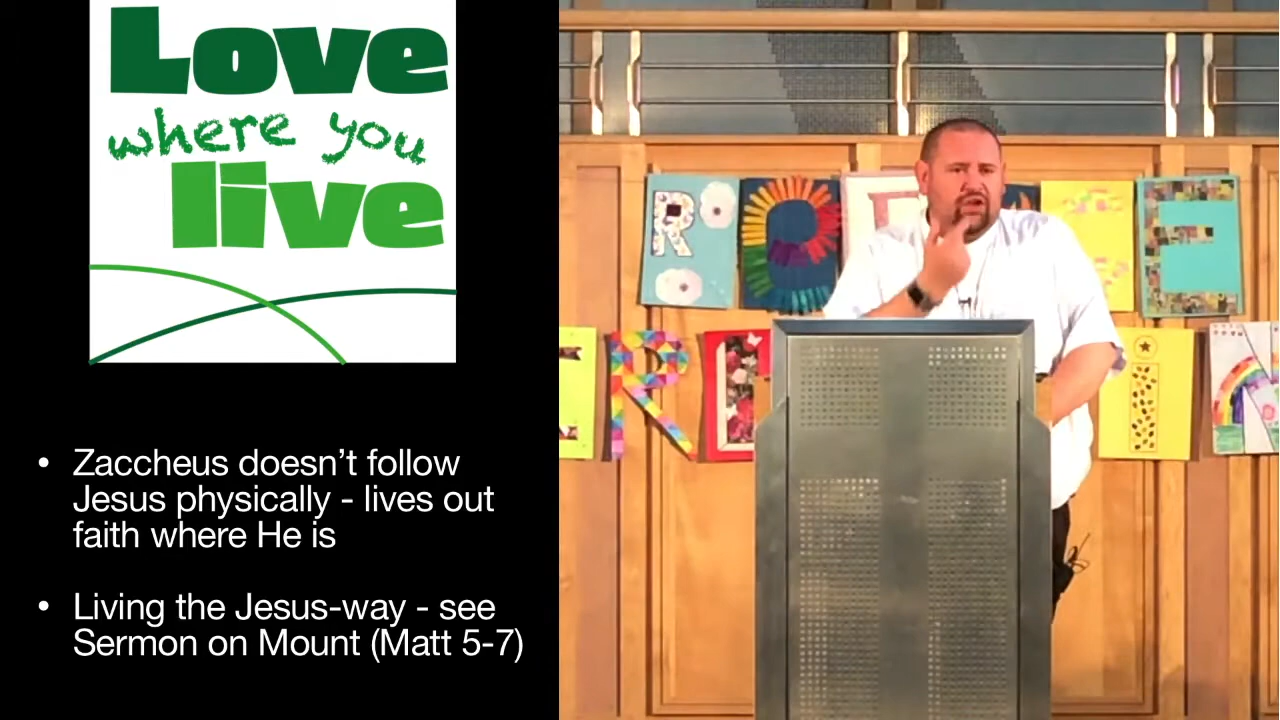 Love
where you
live
• Zaccheus doesn’t follow
Jesus physically - lives out
faith where He is
• Living the Jesus-way - see
Sermon on Mount (Matt 5-7)
R O E
R I